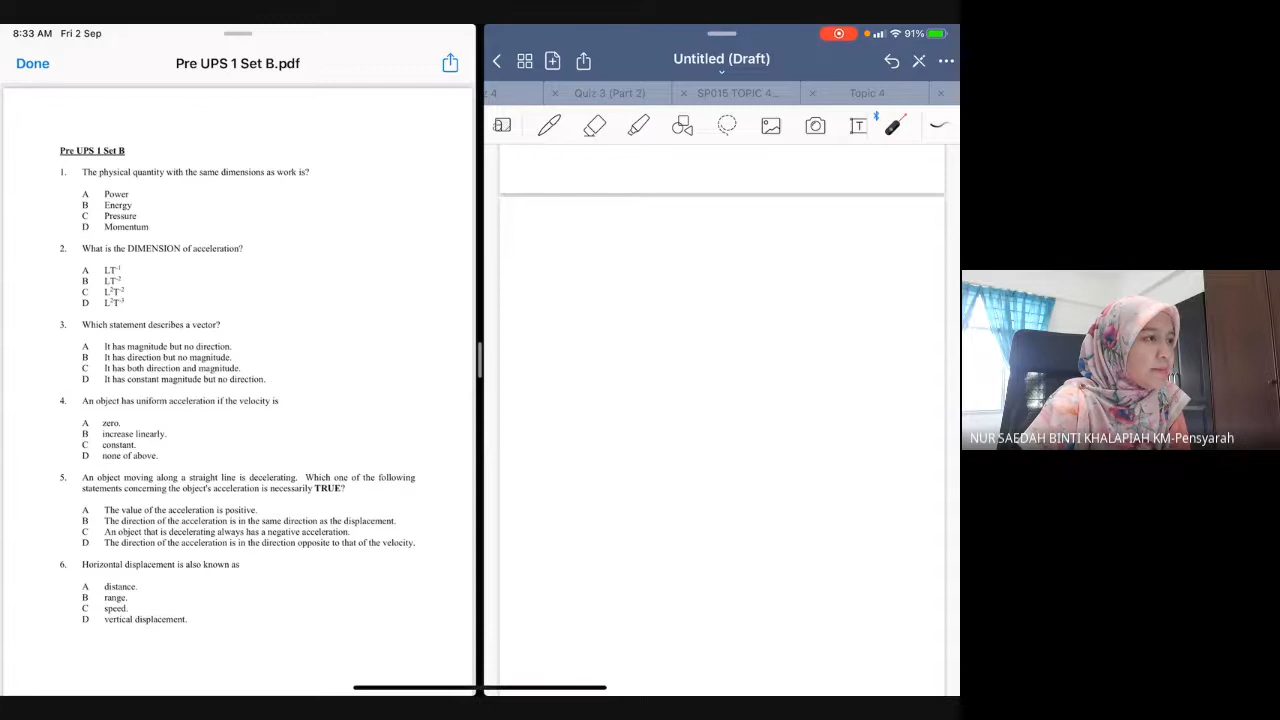 8:33 AM Fri 2 Sep
91%
Done
Pre UPS 1 Set B.pdf
Untitled (Draft)
z 4
Quiz 3 (Part 2)
SP015 TOPIC 4...
Topic 4
Pre UPS 1 Set B
1. The physical quantity with the same dimensions as work is?
A Power
B Energy
C Pressure
D Momentum
2. What is the DIMENSION of acceleration?
A LT⁻¹
B LT⁻²
C L²T⁻²
D L²T⁻³
3. Which statement describes a vector?
A It has magnitude but no direction.
B It has direction but no magnitude.
C It has both direction and magnitude.
D It has constant magnitude but no direction.
4. An object has uniform acceleration if the velocity is
A zero.
B increase linearly.
C constant.
D none of above.
5. An object moving along a straight line is decelerating. Which one of the following
statements concerning the object's acceleration is necessarily TRUE?
A The value of the acceleration is positive.
B The direction of the acceleration is in the same direction as the displacement.
C An object that is decelerating always has a negative acceleration.
D The direction of the acceleration is in the direction opposite to that of the velocity.
6. Horizontal displacement is also known as
A distance.
B range.
C speed.
D vertical displacement.
NUR SAEDAH BINTI KHALAPIAH KM-Pensyarah